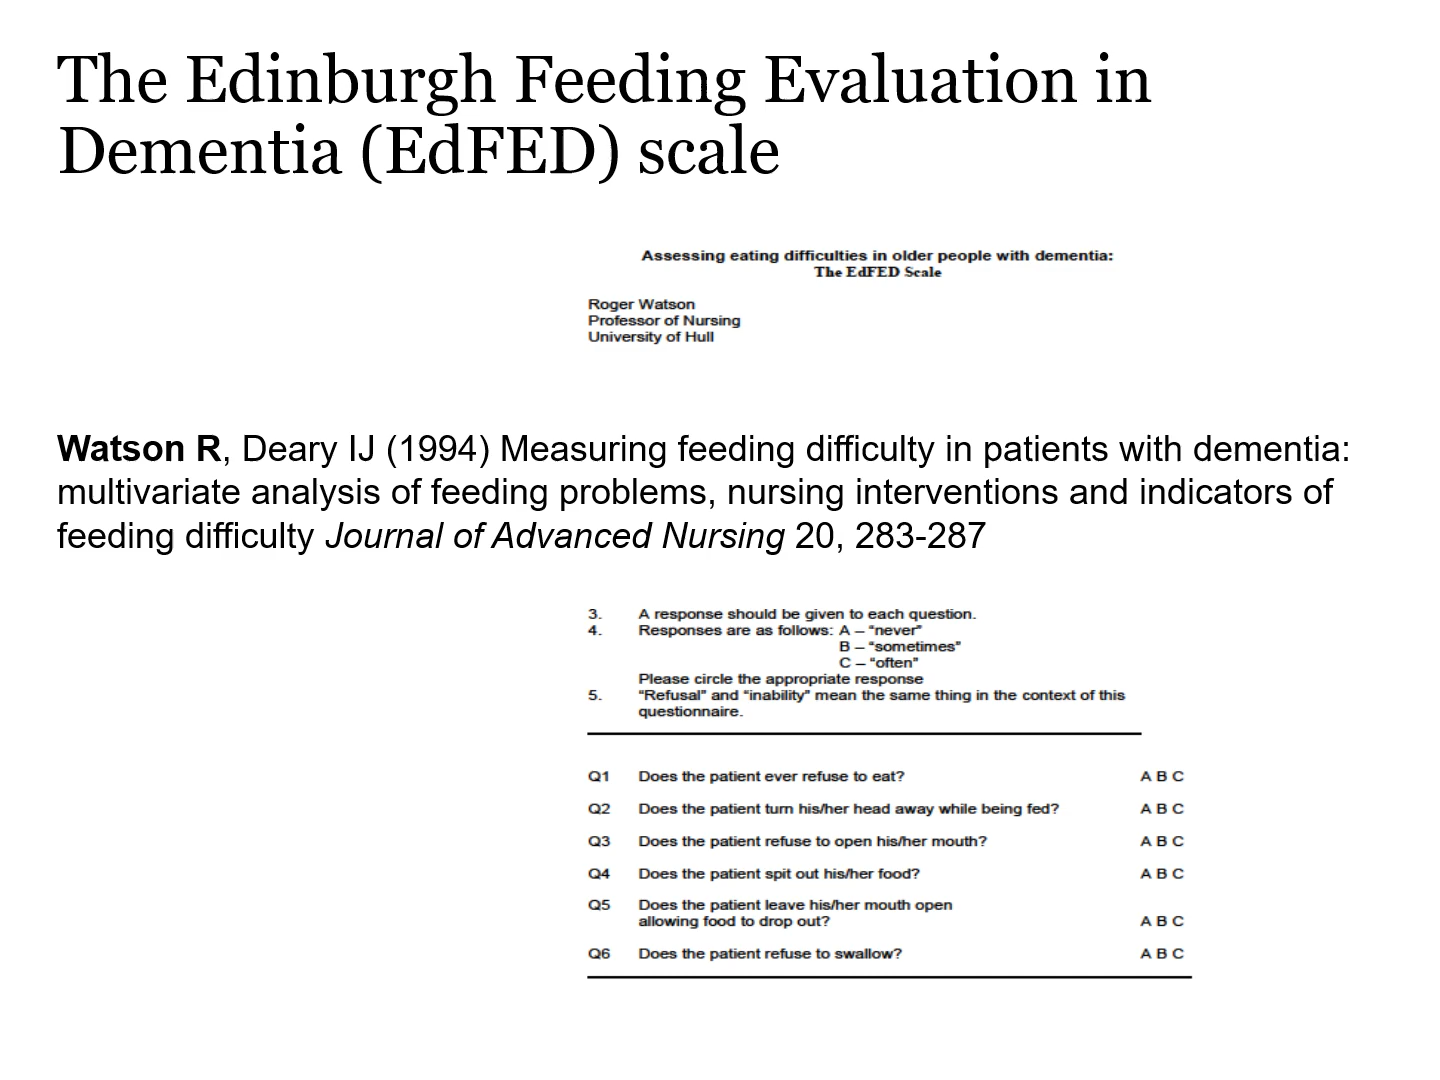 The Edinburgh Feeding Evaluation in
Dementia (EdFED) scale
Assessing eating difficulties in older people with dementia:
The EdFED Scale
Roger Watson
Professor of Nursing
University of Hull
Watson R, Deary IJ (1994) Measuring feeding difficulty in patients with dementia:
multivariate analysis of feeding problems, nursing interventions and indicators of
feeding difficulty Journal of Advanced Nursing 20, 283-287
3. A response should be given to each question.
4. Responses are as follows: A – “never”
B – “sometimes”
C – “often”
Please circle the appropriate response
5. “Refusal” and “inability” mean the same thing in the context of this
questionnaire.
Q1 Does the patient ever refuse to eat? A B C
Q2 Does the patient turn his/her head away while being fed? A B C
Q3 Does the patient refuse to open his/her mouth? A B C
Q4 Does the patient spit out his/her food? A B C
Q5 Does the patient leave his/her mouth open
allowing food to drop out? A B C
Q6 Does the patient refuse to swallow? A B C